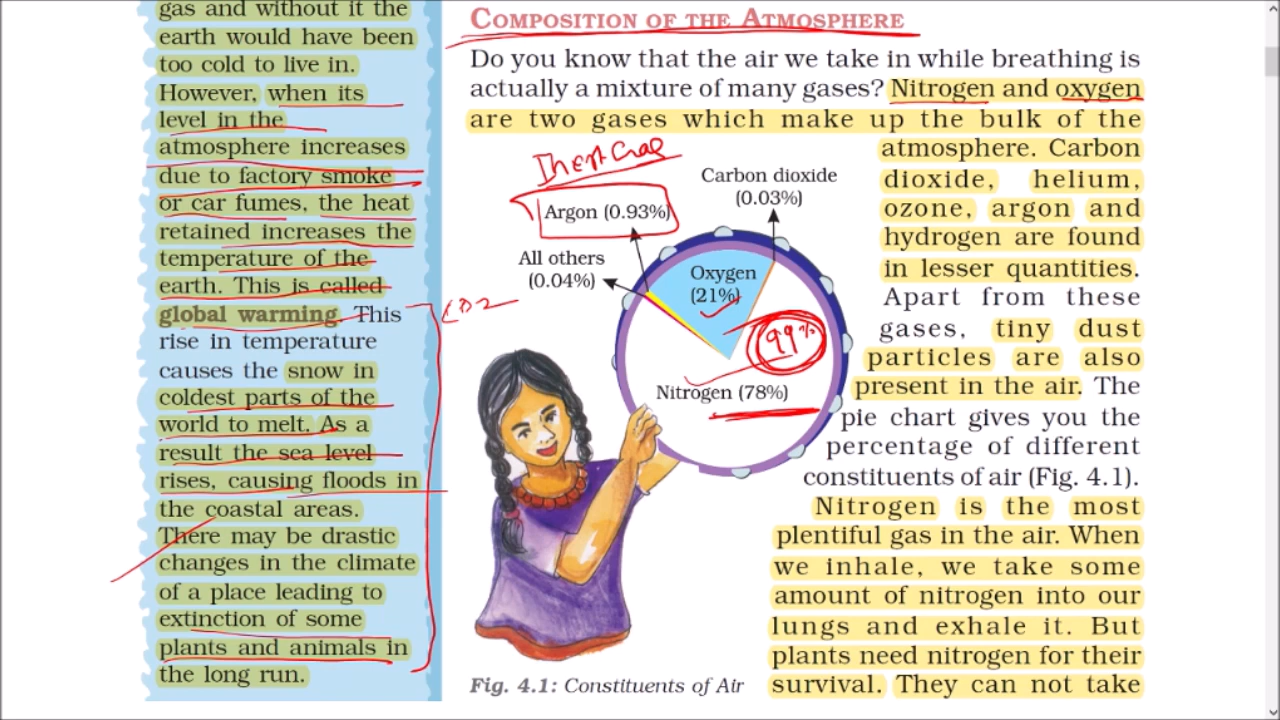 gas and without it the
earth would have been
too cold to live in.
However, when its
level in the
atmosphere increases
due to factory smoke
or car fumes, the heat
retained increases the
temperature of the
earth. This is called
global warming. This
rise in temperature
causes the snow in
coldest parts of the
world to melt. As a
result the sea level
rises, causing floods in
the coastal areas.
There may be drastic
changes in the climate
of a place leading to
extinction of some
plants and animals in
the long run.
COMPOSITION OF THE ATMOSPHERE
Do you know that the air we take in while breathing is
actually a mixture of many gases? Nitrogen and oxygen
are two gases which make up the bulk of the
atmosphere. Carbon
dioxide, helium,
ozone, argon and
hydrogen are found
in lesser quantities.
Apart from these
gases, tiny dust
particles are also
present in the air. The
pie chart gives you the
percentage of different
constituents of air (Fig. 4.1).
Nitrogen is the most
plentiful gas in the air. When
we inhale, we take some
amount of nitrogen into our
lungs and exhale it. But
plants need nitrogen for their
survival. They can not take
Inert
Carbon dioxide
(0.03%)
Argon (0.93%)
All others
(0.04%)
Oxygen
(21%)
99%
Nitrogen (78%)
Fig. 4.1: Constituents of Air